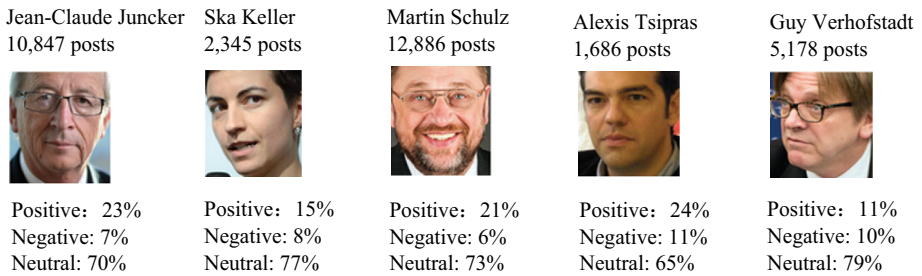 Jean-Claude Juncker
10,847 posts
Positive：23%
Negative: 7%
Neutral: 70%
Ska Keller
2,345 posts
Positive：15%
Negative: 8%
Neutral: 77%
Martin Schulz
12,886 posts
Positive：21%
Negative: 6%
Neutral: 73%
Alexis Tsipras
1,686 posts
Positive：24%
Negative: 11%
Neutral: 65%
Guy Verhofstadt
5,178 posts
Positive：11%
Negative: 10%
Neutral: 79%